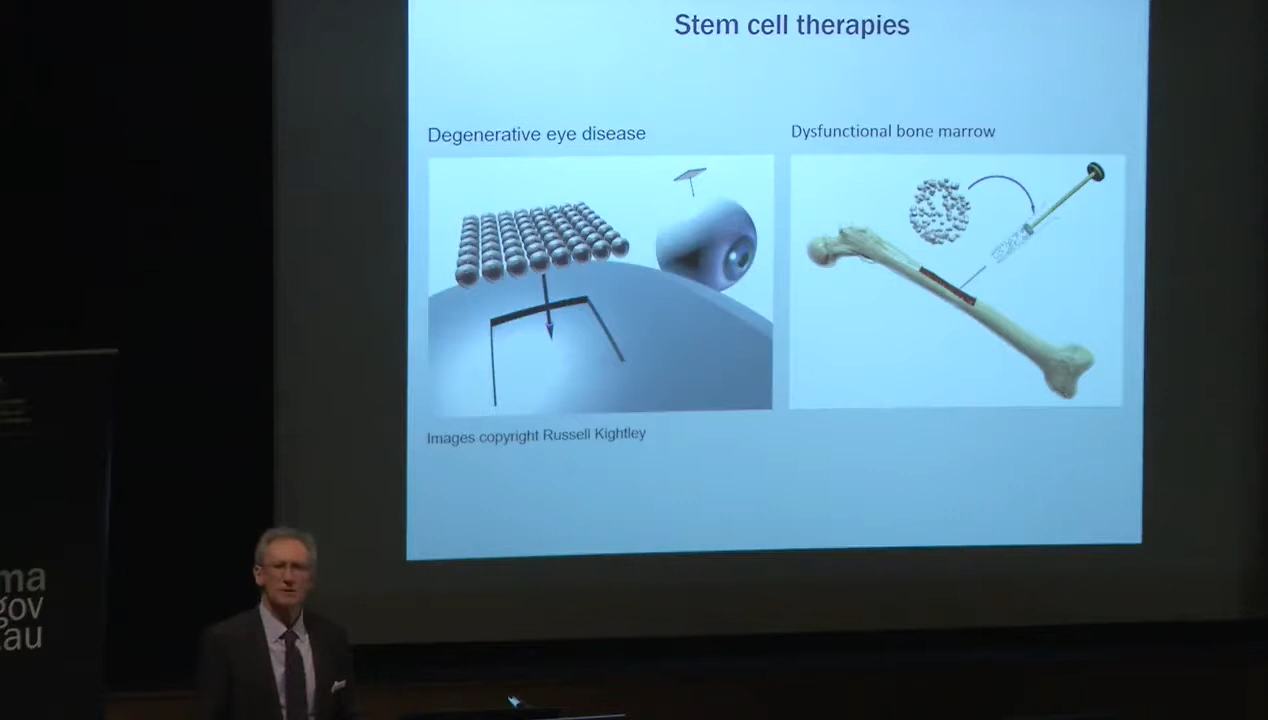 Stem cell therapies
Degenerative eye disease
Dysfunctional bone marrow
Images copyright Russell Kightley
ma
gov
.au